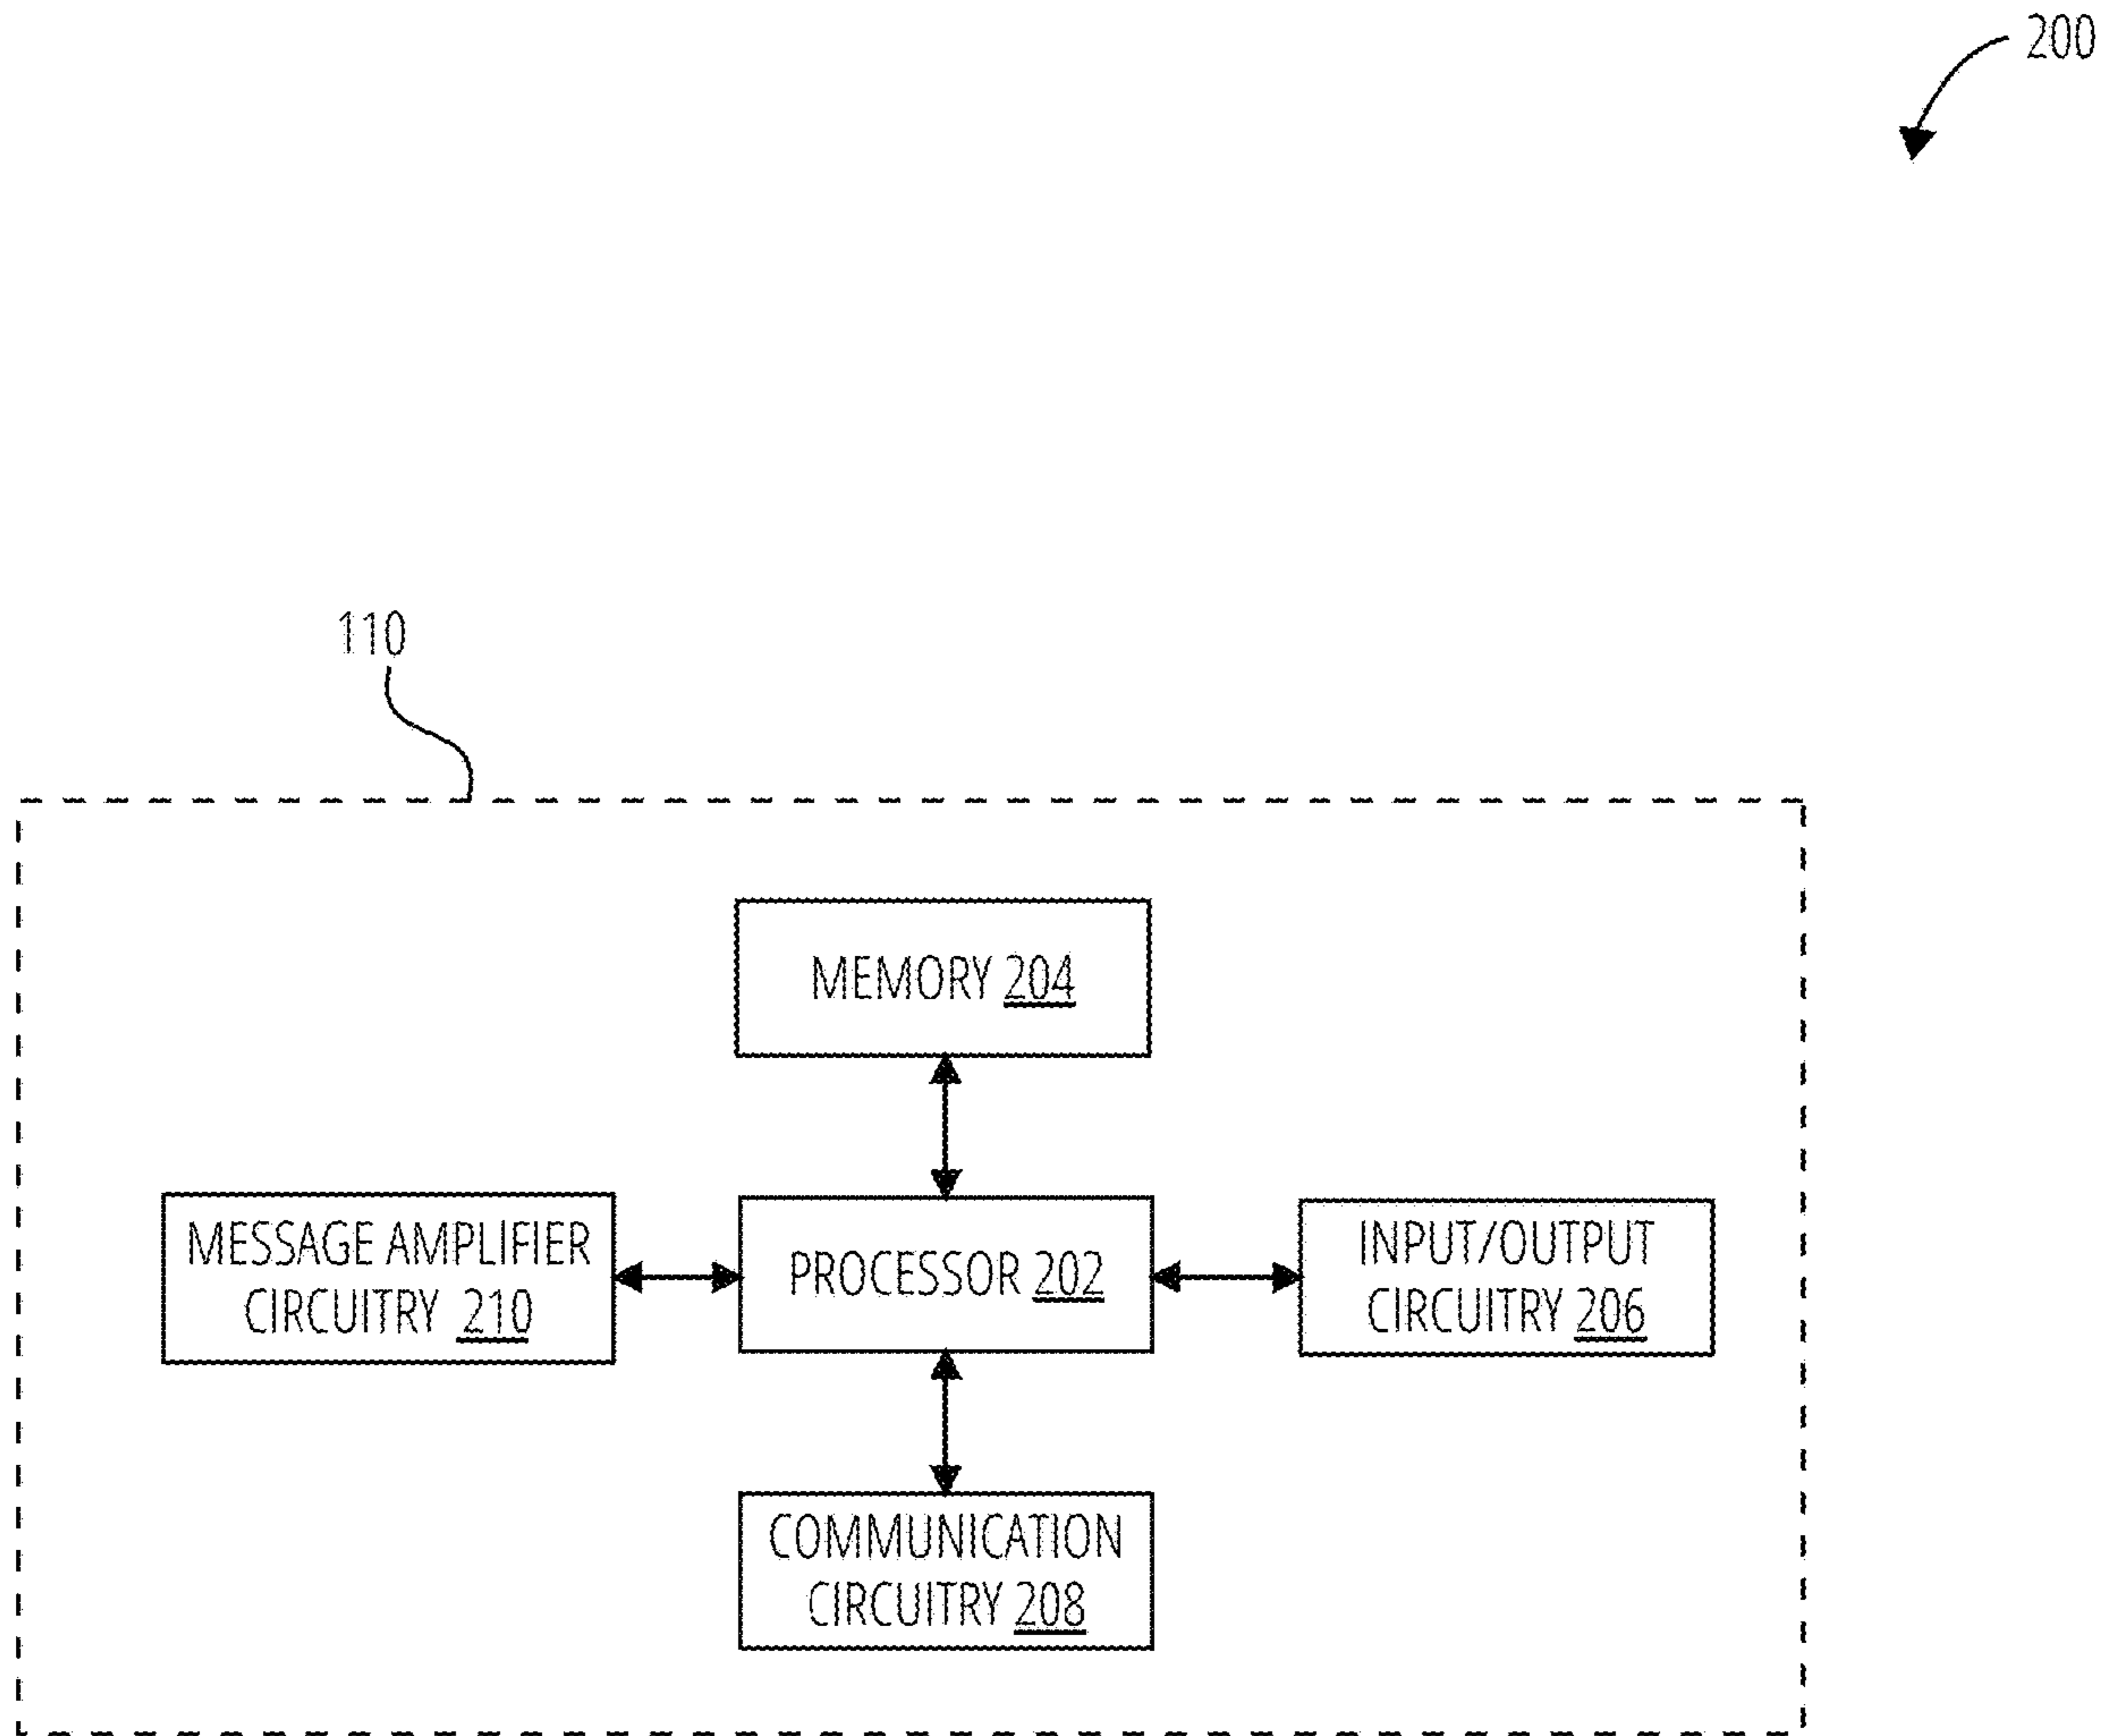 200
110
MEMORY 204
MESSAGE AMPLIFIER
CIRCUITRY 210
PROCESSOR 202
INPUT/OUTPUT
CIRCUITRY 206
COMMUNICATION
CIRCUITRY 208